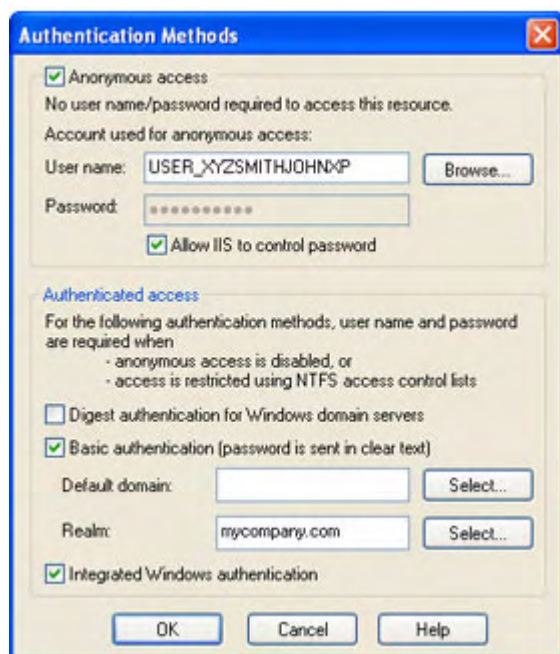 Authentication Methods
Anonymous access
No user name/password required to access this resource.
Account used for anonymous access:
User name: USER_XYZSMITHJOHNXP Browse...
Password:
Allow IIS to control password
Authenticated access
For the following authentication methods, user name and password
are required when
- anonymous access is disabled, or
- access is restricted using NTFS access control lists
Digest authentication for Windows domain servers
Basic authentication (password is sent in clear text)
Default domain: Select...
Realm: mycompany.com Select...
Integrated Windows authentication
OK Cancel Help